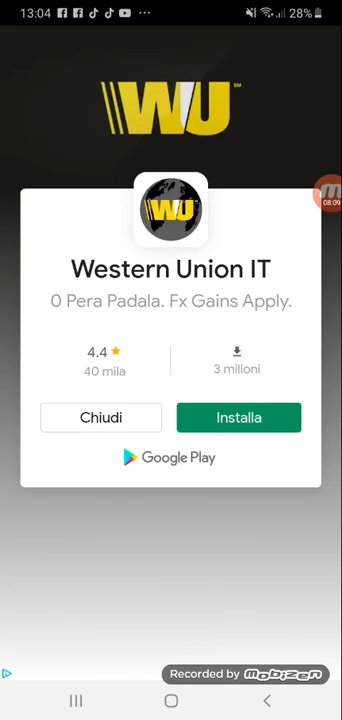 13:04
28%
WU
08:09
WU
Western Union IT
0 Pera Padala. Fx Gains Apply.
4.4
40 mila
3 milioni
Chiudi
Installa
Google Play
Recorded by mobizen